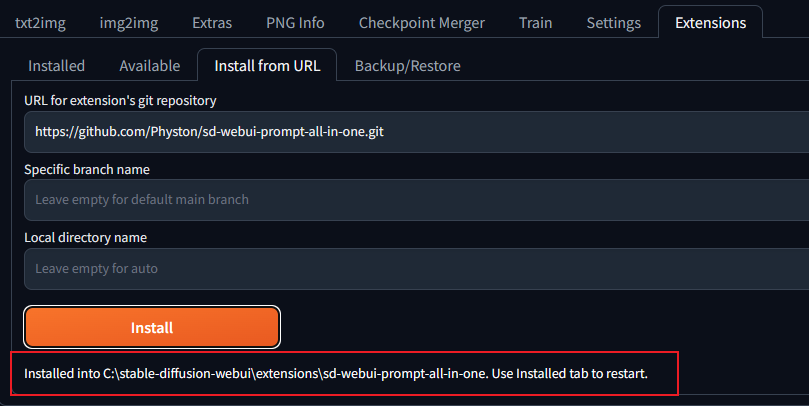 txt2img img2img Extras PNG Info Checkpoint Merger Train Settings Extensions
Installed Available Install from URL Backup/Restore
URL for extension's git repository
https://github.com/Physton/sd-webui-prompt-all-in-one.git
Specific branch name
Leave empty for default main branch
Local directory name
Leave empty for auto
Install
Installed into C:\stable-diffusion-webui\extensions\sd-webui-prompt-all-in-one. Use Installed tab to restart.